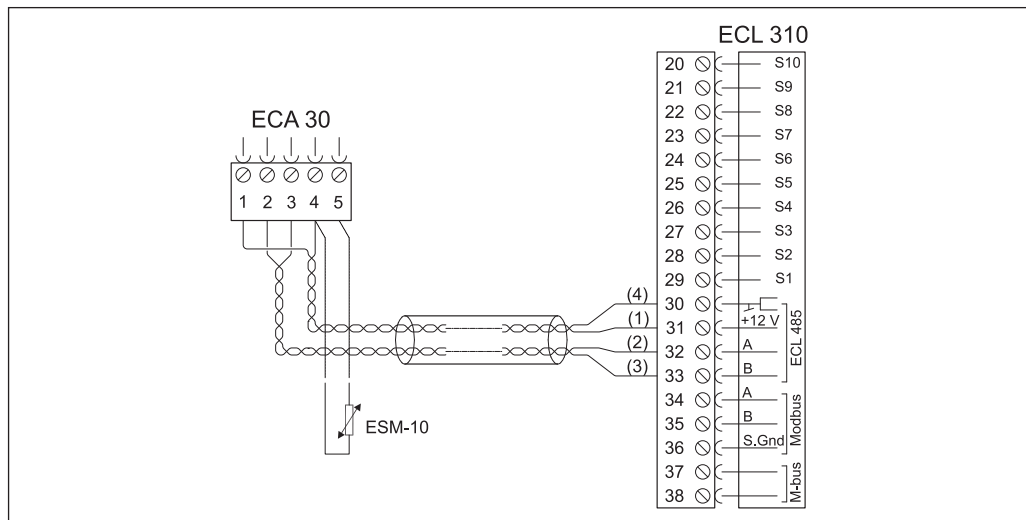 ECL 310
ECA 30
1 2 3 4 5
20 S10
21 S9
22 S8
23 S7
24 S6
25 S5
26 S4
27 S3
28 S2
29 S1
(4) 30
(1) 31 +12 V
(2) 32 A
(3) 33 B
ECL 485
34 A
35 B
36 S.Gnd
Modbus
37
38
M-bus
ESM-10